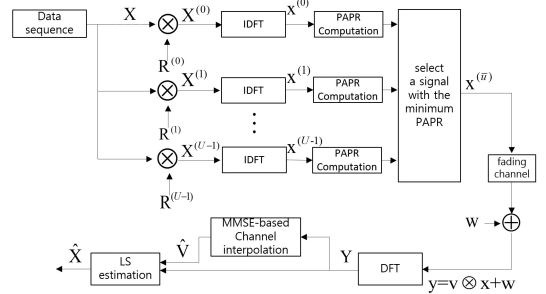 Data
sequence
X
X^(0)
IDFT
x^(0)
PAPR
Computation
R^(0)
X^(1)
IDFT
x^(1)
PAPR
Computation
R^(1)
X^(U-1)
IDFT
x^(U-1)
PAPR
Computation
R^(U-1)
select
a signal
with the
minimum
PAPR
x^(ū)
fading
channel
w
y=v ⊗ x+w
DFT
Y
MMSE-based
Channel
interpolation
V̂
LS
estimation
X̂